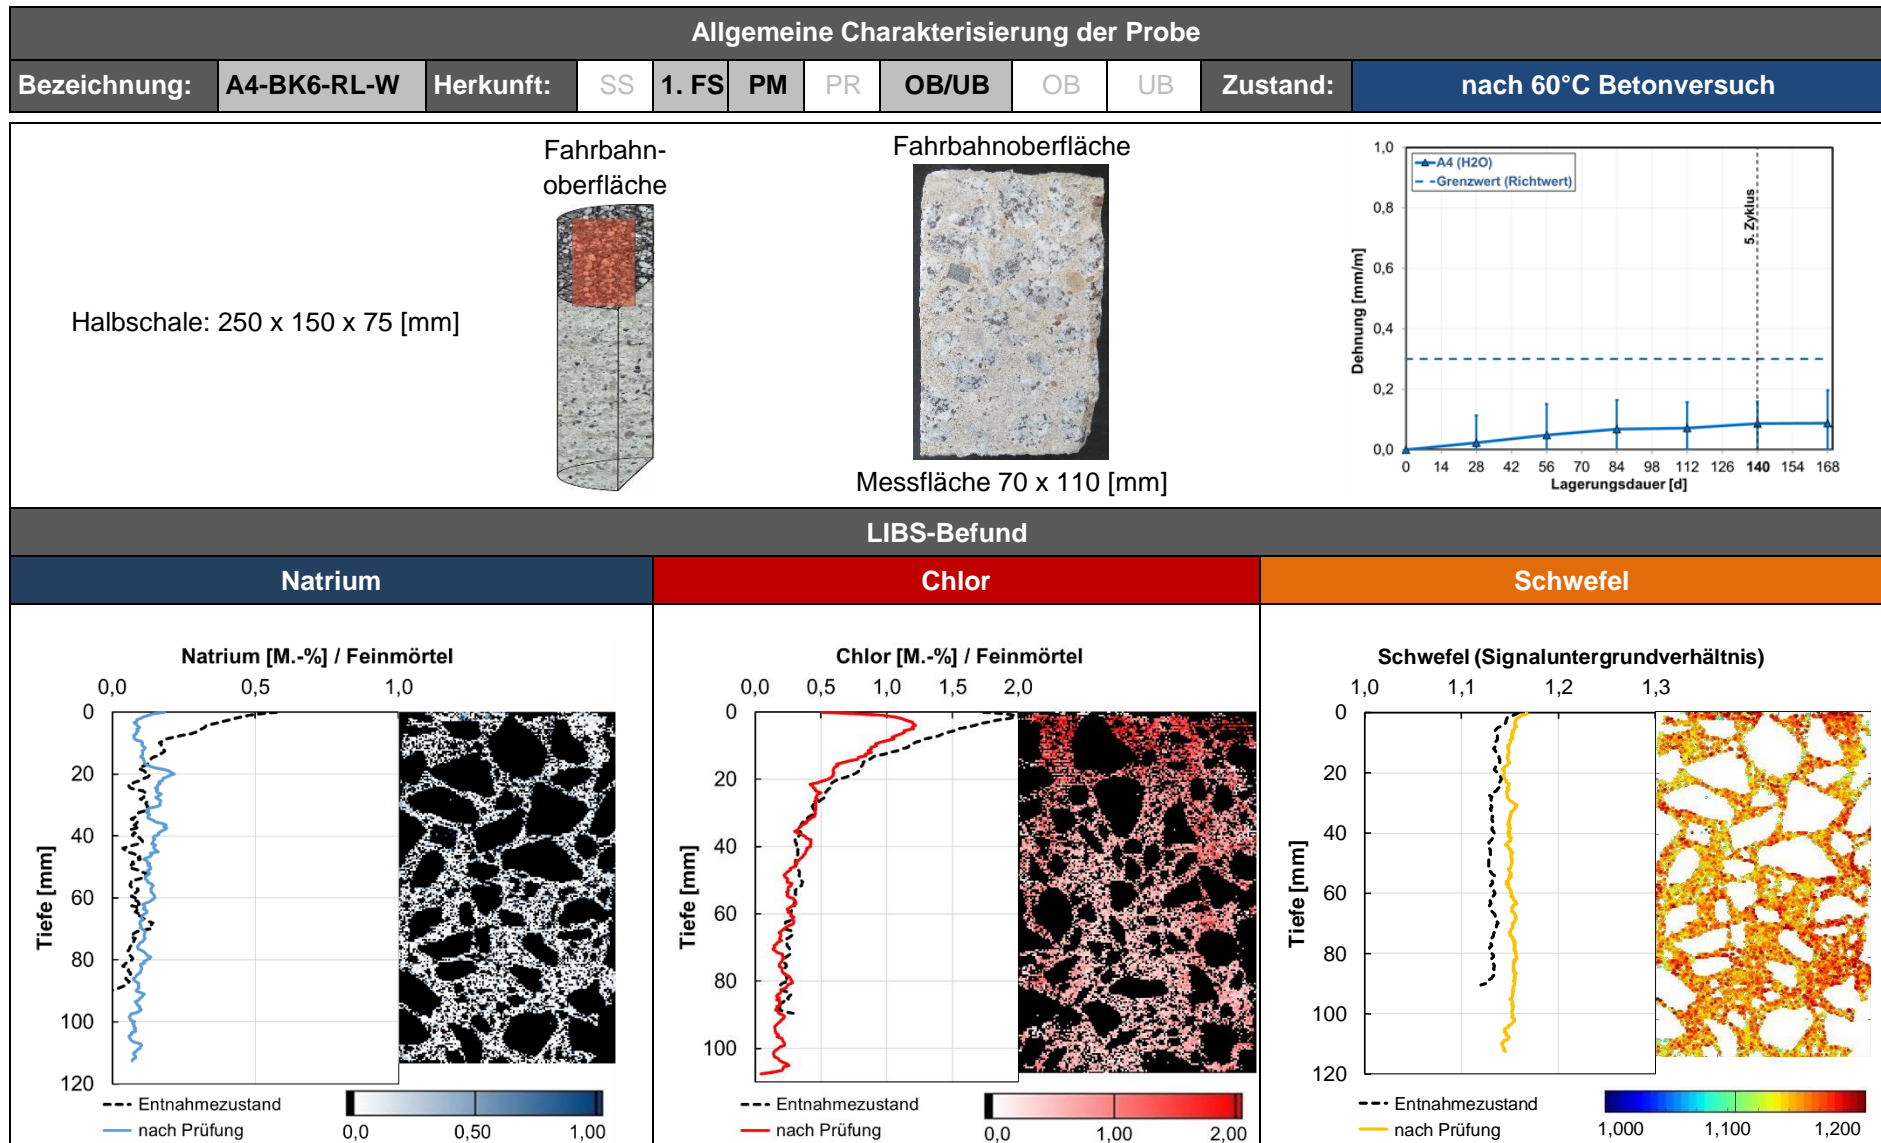 Allgemeine Charakterisierung der Probe
Bezeichnung: A4-BK6-RL-W Herkunft: SS 1. FS PM PR OB/UB OB UB Zustand: nach 60°C Betonversuch
Halbschale: 250 x 150 x 75 [mm]
Fahrbahn-
oberfläche
Fahrbahnoberfläche
Messfläche 70 x 110 [mm]
1,0
0,8
0,6
0,4
0,2
0,0
Dehnung [mm/m]
A4 (H2O)
Grenzwert (Richtwert)
5. Zyklus
0 14 28 42 56 70 84 98 112 126 140 154 168
Lagerungsdauer [d]
LIBS-Befund
Natrium
Chlor
Schwefel
Natrium [M.-%] / Feinmörtel
0,0 0,5 1,0
0
20
40
60
80
100
120
Tiefe [mm]
Entnahmezustand
nach Prüfung
0,0 0,50 1,00
Chlor [M.-%] / Feinmörtel
0,0 0,5 1,0 1,5 2,0
0
20
40
60
80
100
Tiefe [mm]
Entnahmezustand
nach Prüfung
0,0 1,00 2,00
Schwefel (Signaluntergrundverhältnis)
1,0 1,1 1,2 1,3
0
20
40
60
80
100
120
Tiefe [mm]
Entnahmezustand
nach Prüfung
1,000 1,100 1,200